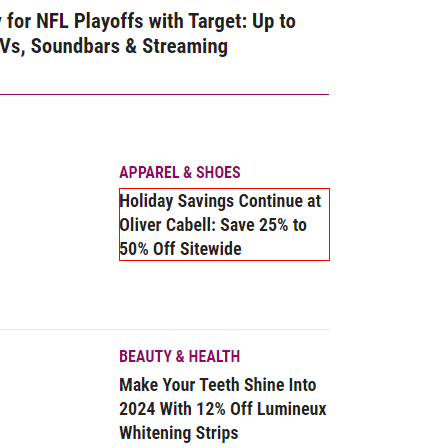 for NFL Playoffs with Target: Up to
Vs, Soundbars & Streaming
APPAREL & SHOES
Holiday Savings Continue at
Oliver Cabell: Save 25% to
50% Off Sitewide
BEAUTY & HEALTH
Make Your Teeth Shine Into
2024 With 12% Off Lumineux
Whitening Strips